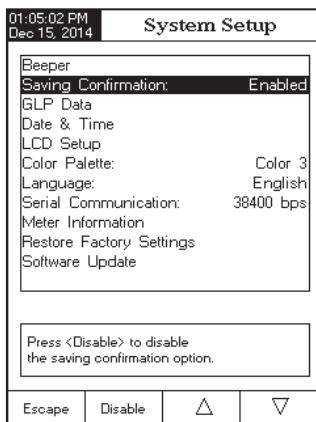 01:05:02 PM
Dec 15, 2014
System Setup
Beeper
Saving Confirmation: Enabled
GLP Data
Date & Time
LCD Setup
Color Palette: Color 3
Language: English
Serial Communication: 38400 bps
Meter Information
Restore Factory Settings
Software Update
Press <Disable> to disable
the saving confirmation option.
Escape Disable △ ▽